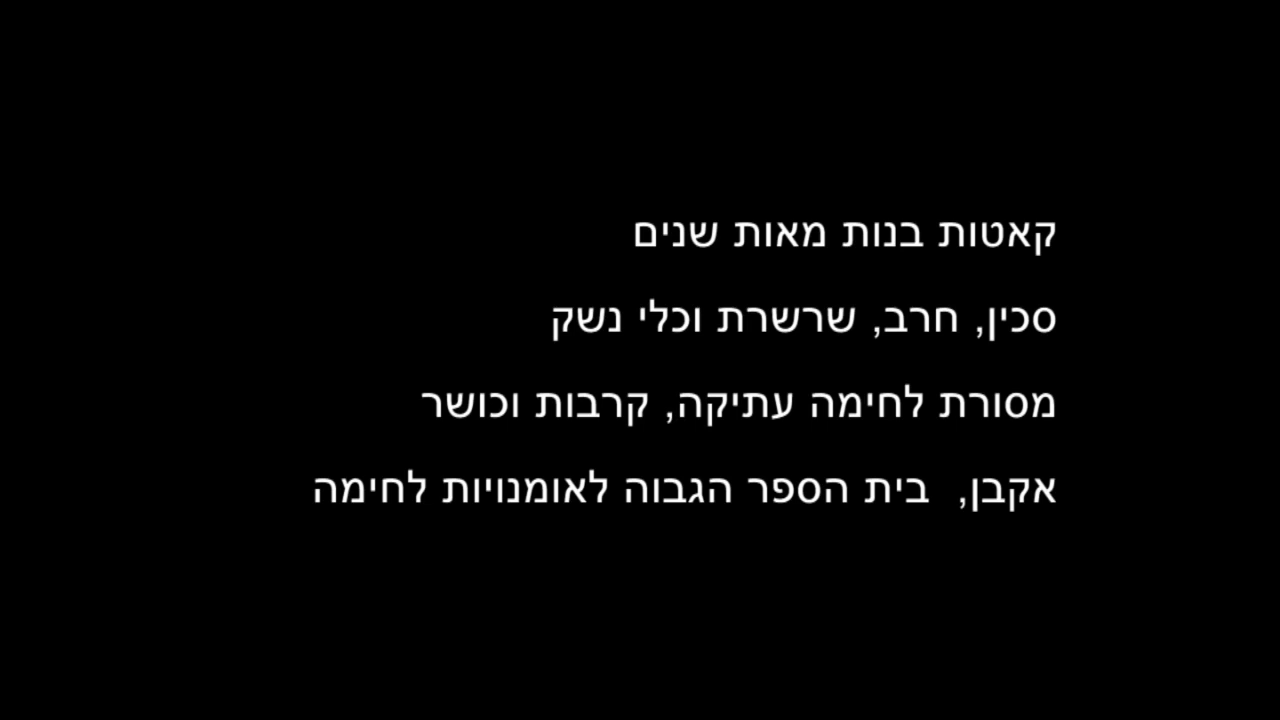 קאטות בנות מאות שנים
סכין, חרב, שרשרת וכלי נשק
מסורת לחימה עתיקה, קרבות וכושר
אקבן,  בית הספר הגבוה לאומנויות לחימה